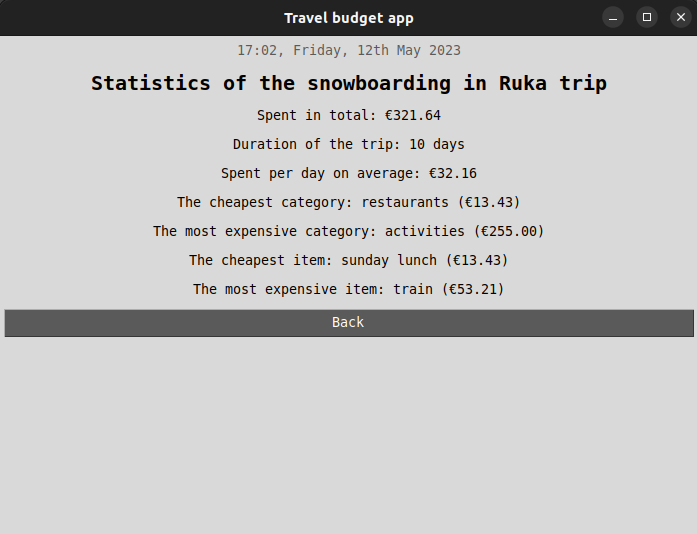 Travel budget app
17:02, Friday, 12th May 2023
Statistics of the snowboarding in Ruka trip
Spent in total: €321.64
Duration of the trip: 10 days
Spent per day on average: €32.16
The cheapest category: restaurants (€13.43)
The most expensive category: activities (€255.00)
The cheapest item: sunday lunch (€13.43)
The most expensive item: train (€53.21)
Back